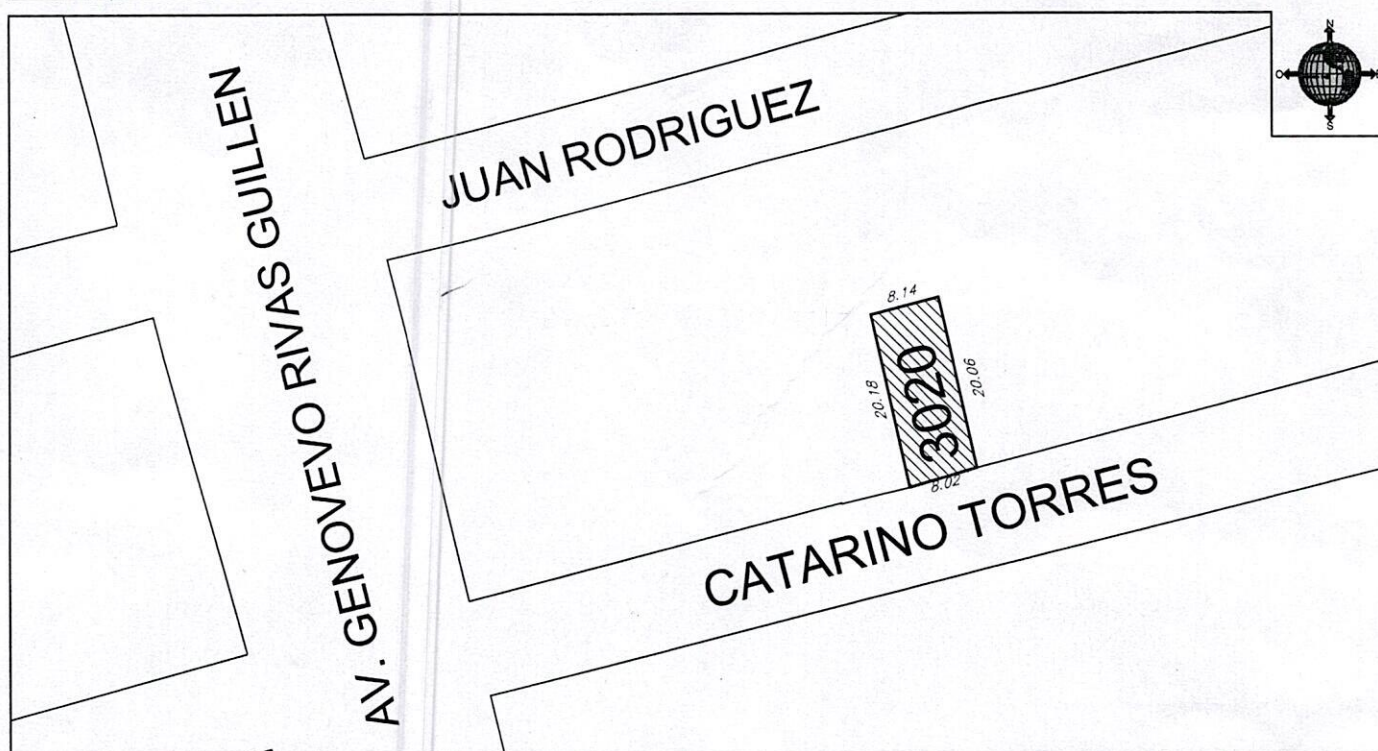 N
O
S
JUAN RODRIGUEZ
AV. GENOVEVO RIVAS GUILLEN
8.14
20.18
3020
20.06
8.02
CATARINO TORRES